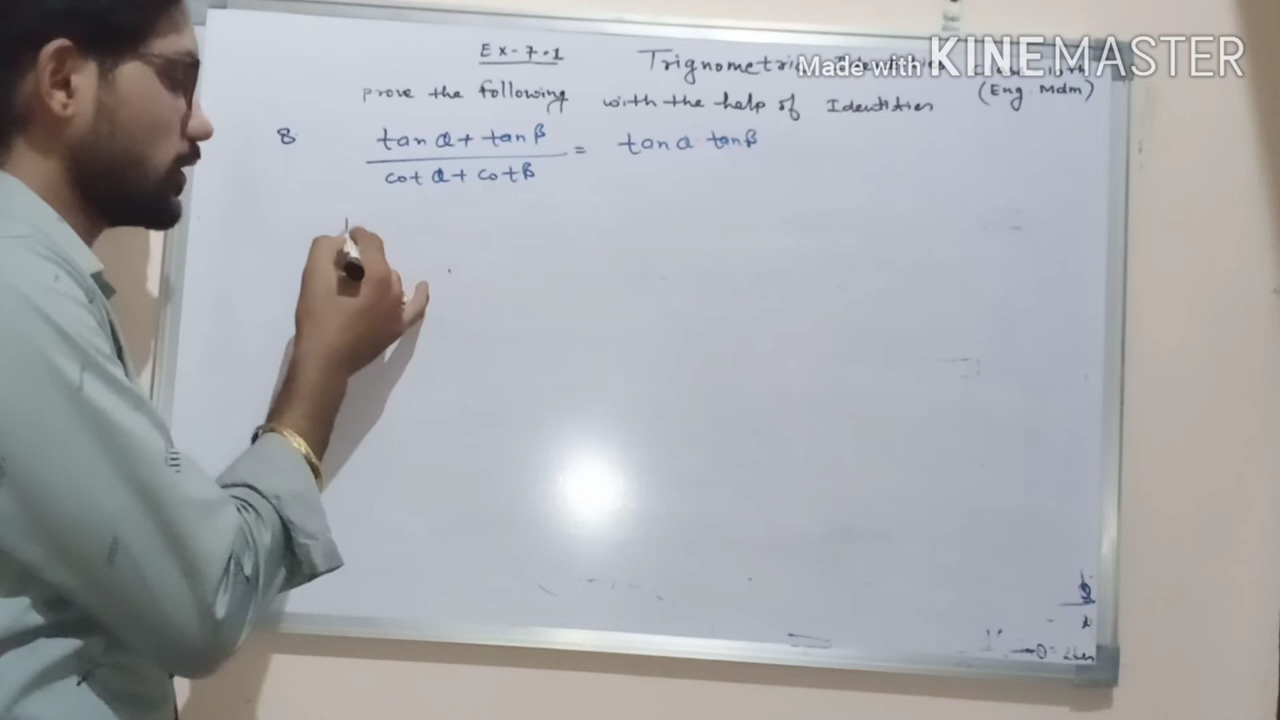 Ex-7.1
Trignometric
Made with KINEMASTER
prove the following with the help of Identities
(Eng. Mdm)
8 tan α + tan β / cot α + cot β = tan α tan β